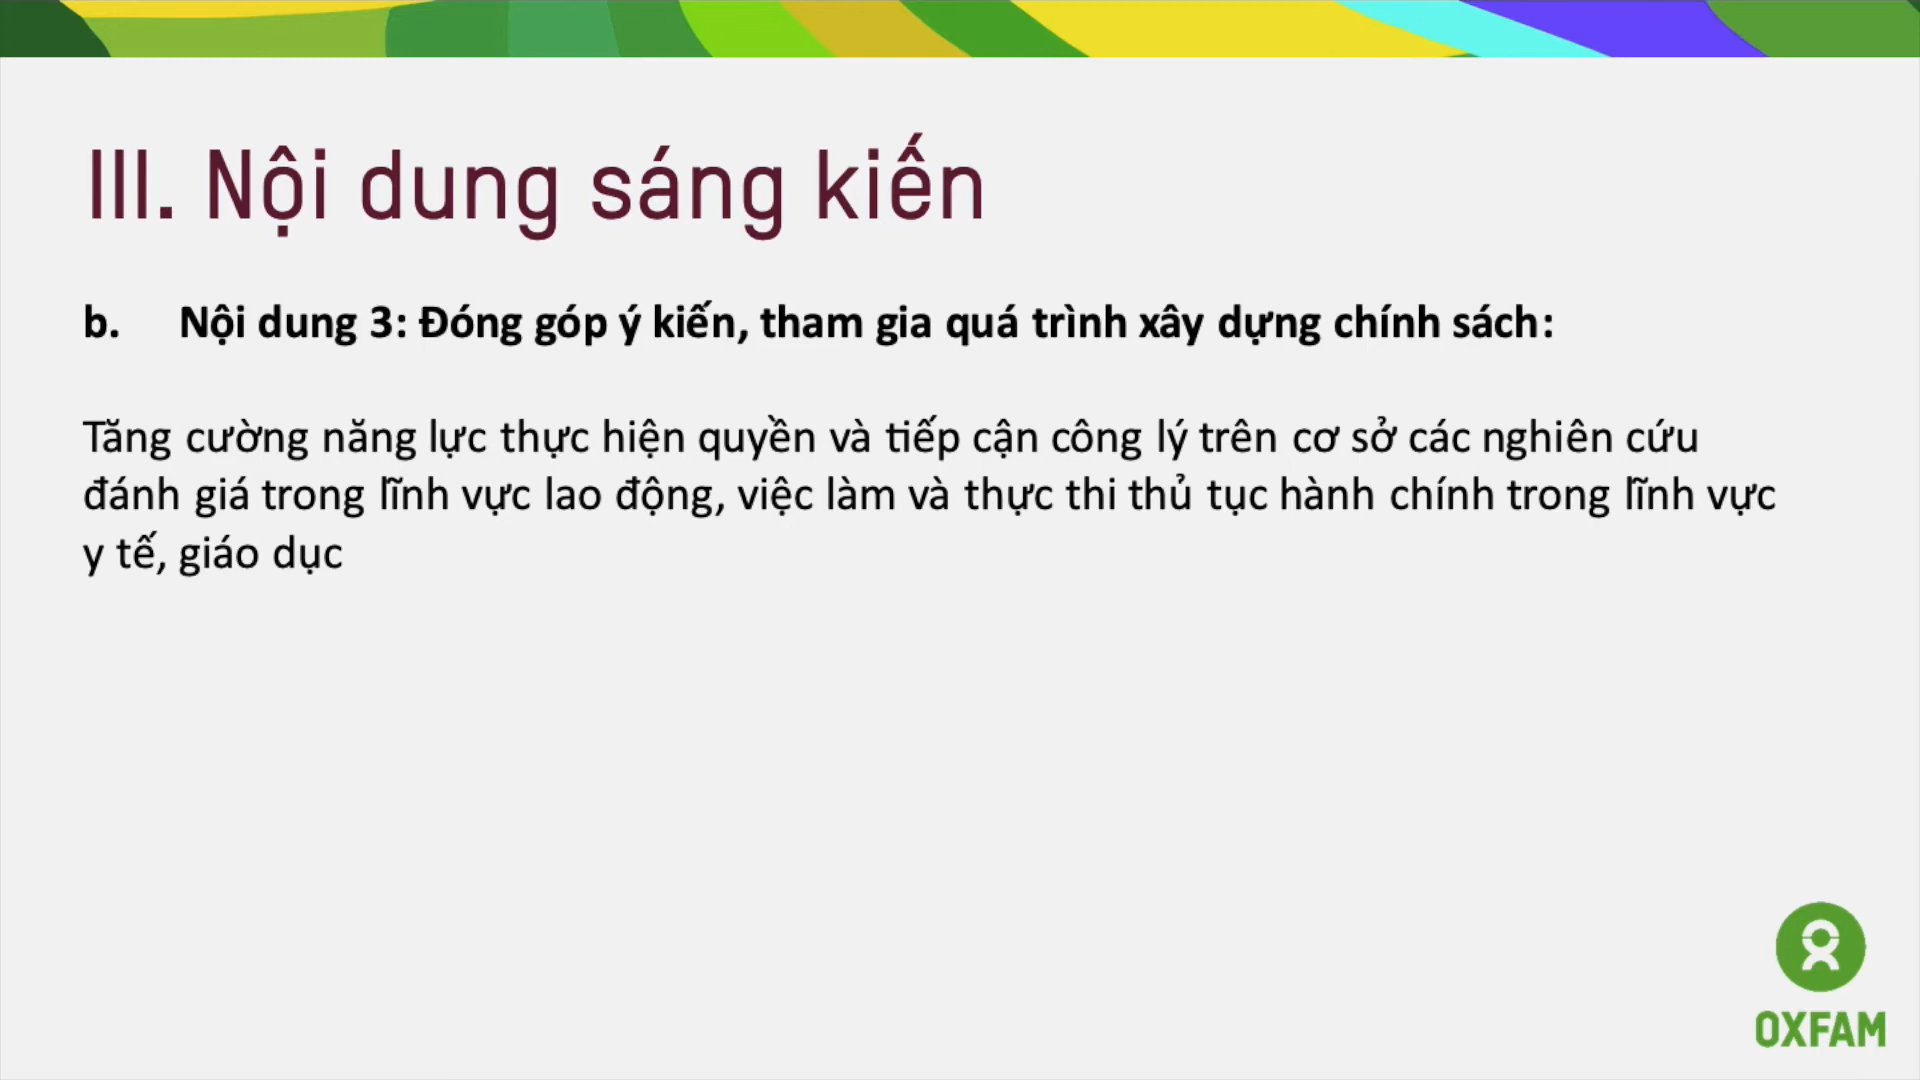 III. Nội dung sáng kiến
b. Nội dung 3: Đóng góp ý kiến, tham gia quá trình xây dựng chính sách:
Tăng cường năng lực thực hiện quyền và tiếp cận công lý trên cơ sở các nghiên cứu
đánh giá trong lĩnh vực lao động, việc làm và thực thi thủ tục hành chính trong lĩnh vực
y tế, giáo dục
OXFAM